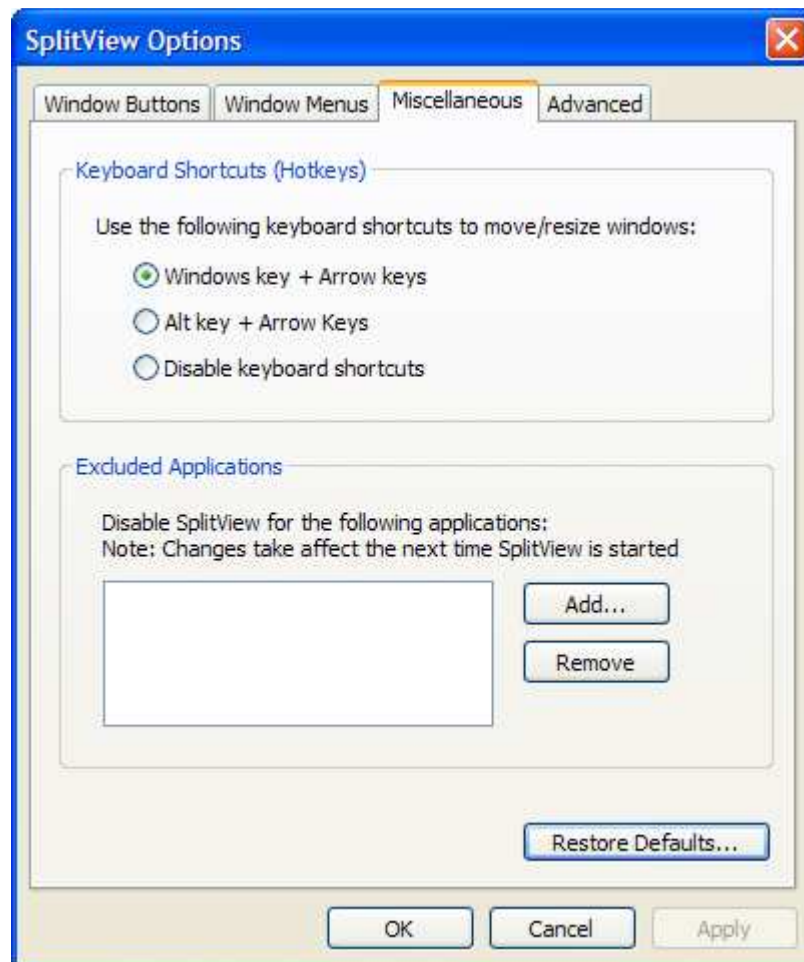 SplitView Options
Window Buttons Window Menus Miscellaneous Advanced
Keyboard Shortcuts (Hotkeys)
Use the following keyboard shortcuts to move/resize windows:
Windows key + Arrow keys
Alt key + Arrow Keys
Disable keyboard shortcuts
Excluded Applications
Disable SplitView for the following applications:
Note: Changes take affect the next time SplitView is started
Add...
Remove
Restore Defaults...
OK Cancel Apply